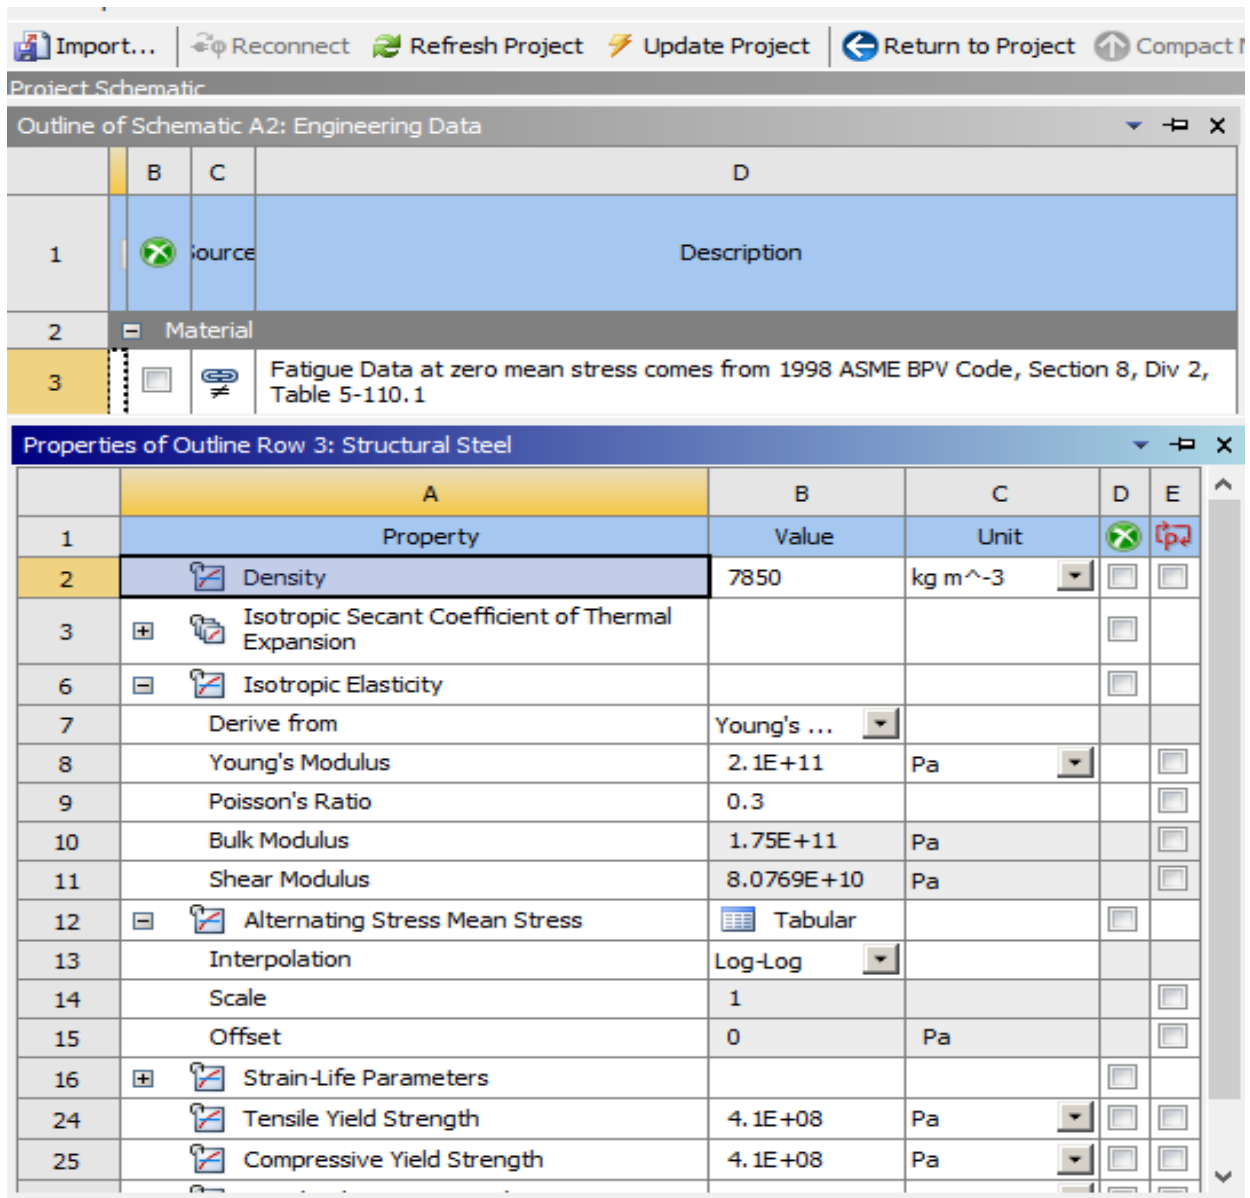 Import... Reconnect Refresh Project Update Project Return to Project Compact
Project Schematic
Outline of Schematic A2: Engineering Data
B C D
1 ource Description
2 Material
3 Fatigue Data at zero mean stress comes from 1998 ASME BPV Code, Section 8, Div 2,
Table 5-110.1
Properties of Outline Row 3: Structural Steel
A B C D E
1 Property Value Unit
2 Density 7850 kg m^-3
3 Isotropic Secant Coefficient of Thermal
Expansion
6 Isotropic Elasticity
7 Derive from Young's ...
8 Young's Modulus 2.1E+11 Pa
9 Poisson's Ratio 0.3
10 Bulk Modulus 1.75E+11 Pa
11 Shear Modulus 8.0769E+10 Pa
12 Alternating Stress Mean Stress Tabular
13 Interpolation Log-Log
14 Scale 1
15 Offset 0 Pa
16 Strain-Life Parameters
24 Tensile Yield Strength 4.1E+08 Pa
25 Compressive Yield Strength 4.1E+08 Pa